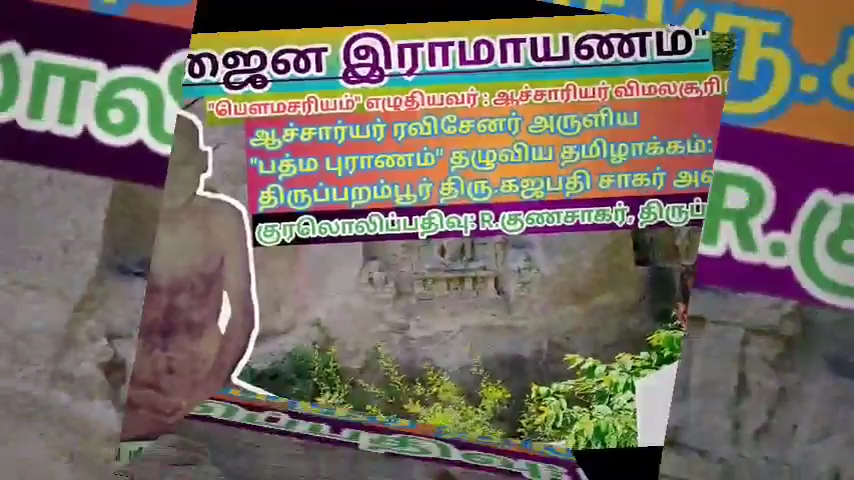 ஜைன இராமாயணம்"
"பௌமசரியம்" எழுதியவர் : ஆச்சாரியர் விமலசூரி
ஆச்சார்யர் ரவிசேனர் அருளிய
"பத்ம புராணம்" தழுவிய தமிழாக்கம்:
திருப்பறம்பூர் திரு.கஜபதி சாகர்
குரலொலிப்பதிவு: R.குணசாகர்,